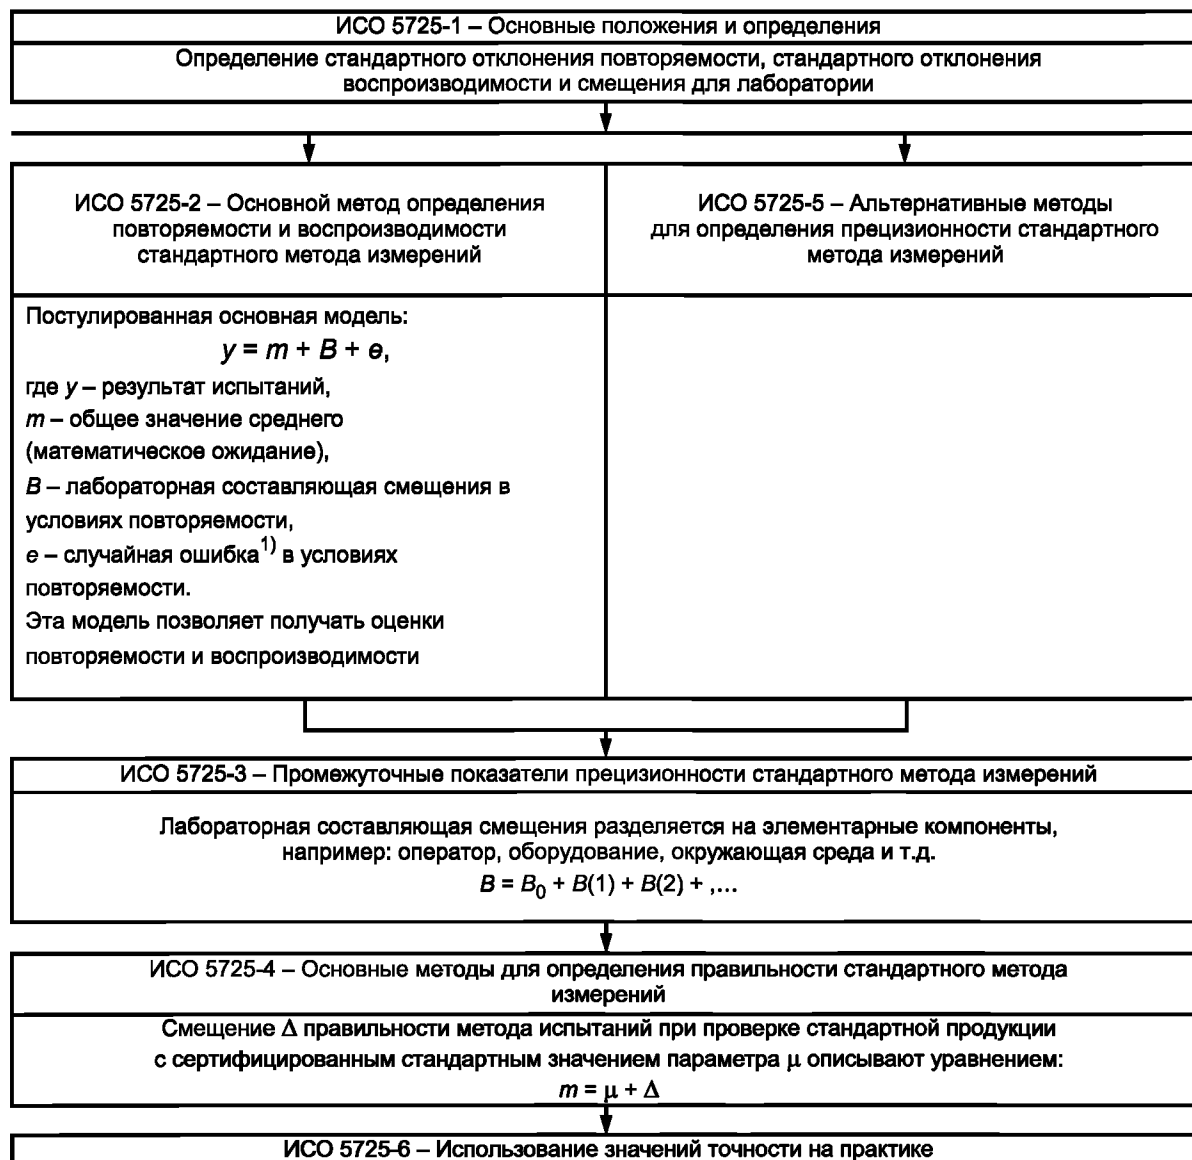 ИСО 5725-1 – Основные положения и определения
Определение стандартного отклонения повторяемости, стандартного отклонения
воспроизводимости и смещения для лаборатории
ИСО 5725-2 – Основной метод определения
повторяемости и воспроизводимости
стандартного метода измерений
ИСО 5725-5 – Альтернативные методы
для определения прецизионности стандартного
метода измерений
Постулированная основная модель:
y = m + B + e,
где y – результат испытаний,
m – общее значение среднего
(математическое ожидание),
B – лабораторная составляющая смещения в
условиях повторяемости,
e – случайная ошибка¹⁾ в условиях
повторяемости.
Эта модель позволяет получать оценки
повторяемости и воспроизводимости
ИСО 5725-3 – Промежуточные показатели прецизионности стандартного метода измерений
Лабораторная составляющая смещения разделяется на элементарные компоненты,
например: оператор, оборудование, окружающая среда и т.д.
B = B₀ + B(1) + B(2) + ,...
ИСО 5725-4 – Основные методы для определения правильности стандартного метода
измерений
Смещение Δ правильности метода испытаний при проверке стандартной продукции
с сертифицированным стандартным значением параметра μ описывают уравнением:
m = μ + Δ
ИСО 5725-6 – Использование значений точности на практике